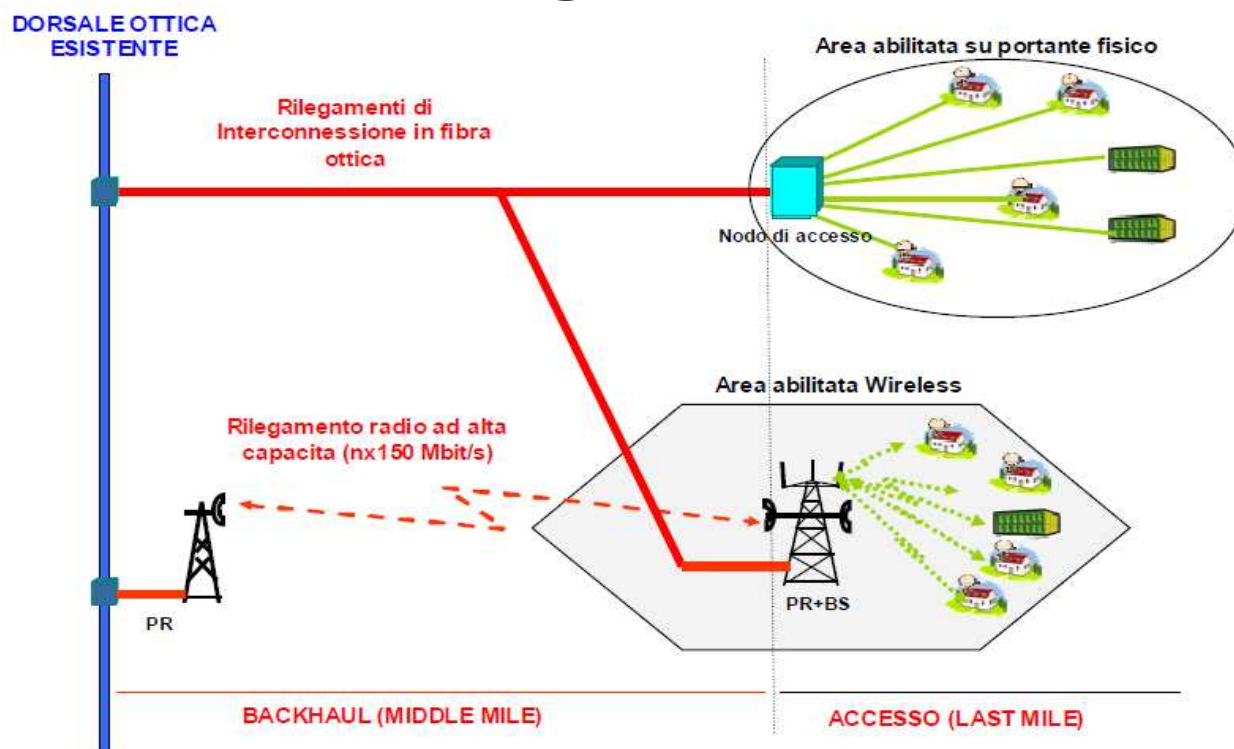 DORSALE OTTICA
ESISTENTE
Area abilitata su portante fisico
Rilegamenti di
Interconnessione in fibra
ottica
Nodo di accesso
Area abilitata Wireless
Rilegamento radio ad alta
capacita (nx150 Mbit/s)
PR
PR+BS
BACKHAUL (MIDDLE MILE)
ACCESSO (LAST MILE)